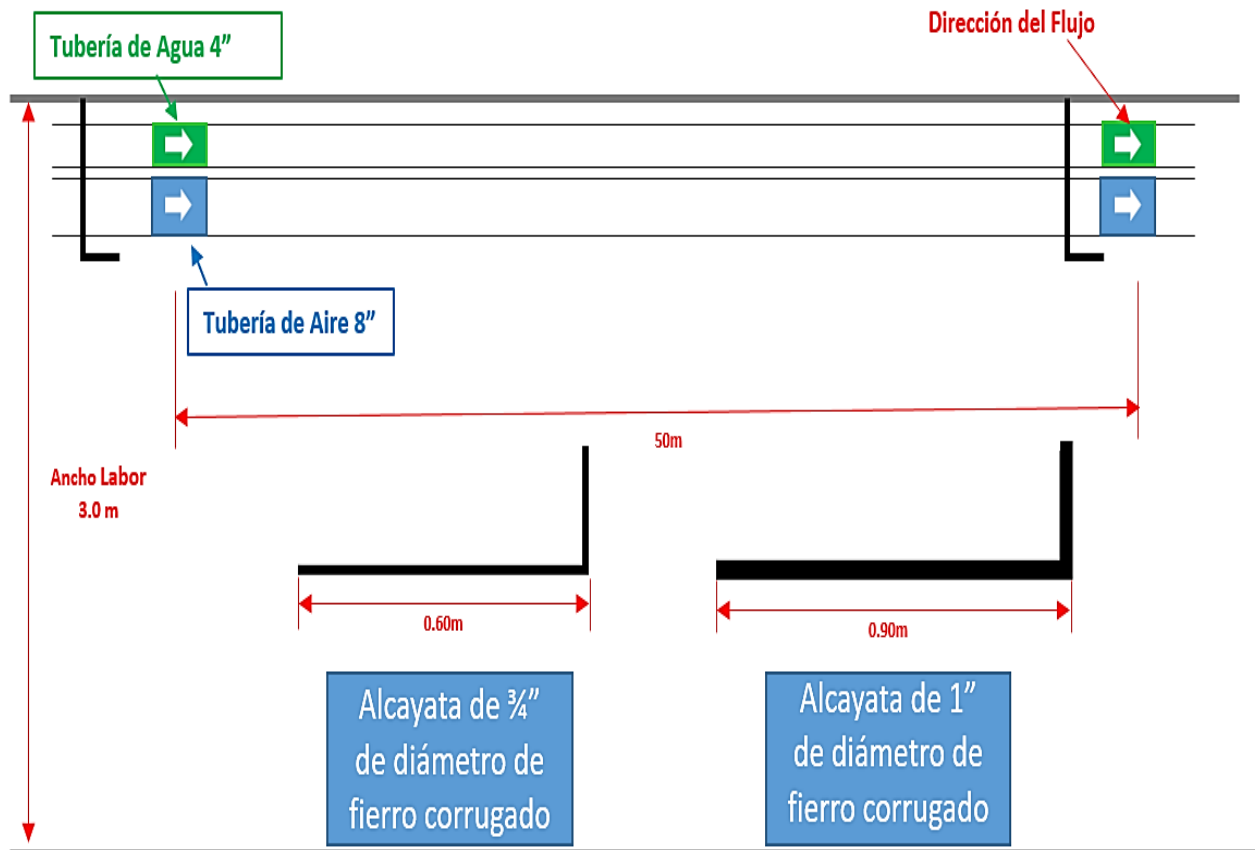 Tubería de Agua 4”
Dirección del Flujo
Tubería de Aire 8”
50m
Ancho Labor
3.0 m
0.60m
0.90m
Alcayata de ¾”
de diámetro de
fierro corrugado
Alcayata de 1”
de diámetro de
fierro corrugado